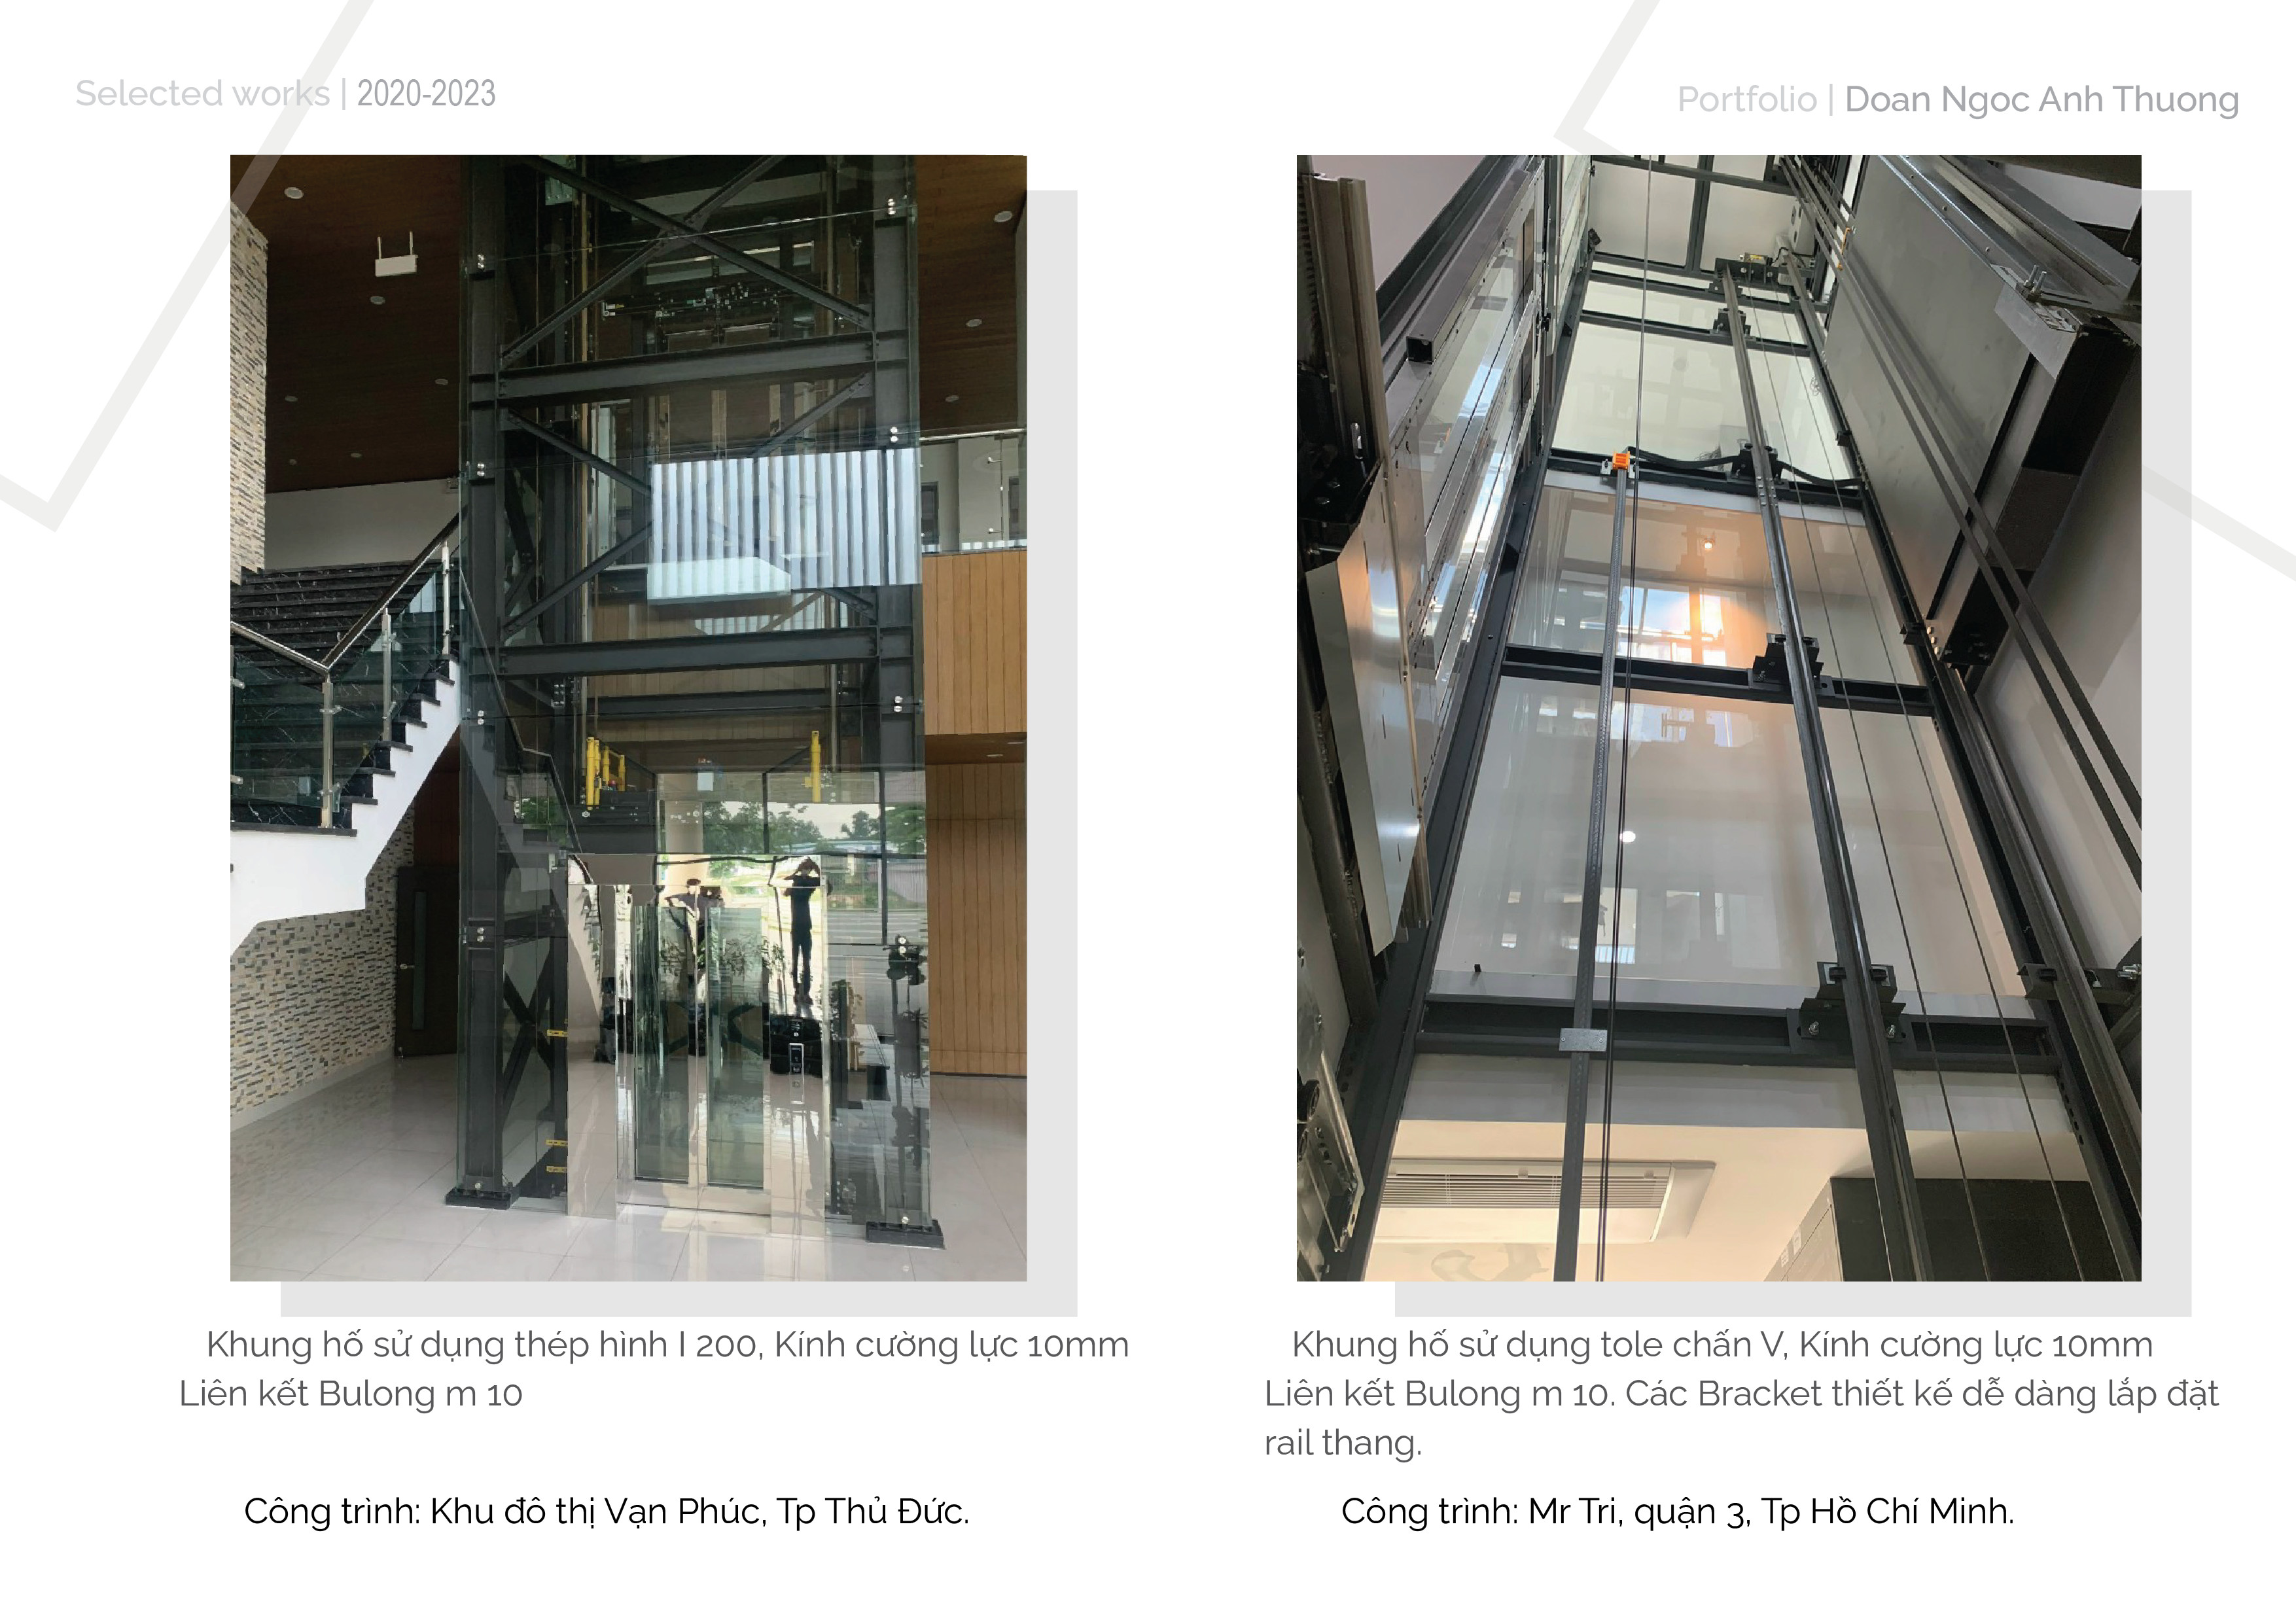 Selected works | 2020-2023
Portfolio | Doan Ngoc Anh Thuong
Khung hố sử dụng thép hình I 200, Kính cường lực 10mm
Liên kết Bulong m 10
Công trình: Khu đô thị Vạn Phúc, Tp Thủ Đức.
Khung hố sử dụng tole chấn V, Kính cường lực 10mm
Liên kết Bulong m 10. Các Bracket thiết kế dễ dàng lắp đặt
rail thang.
Công trình: Mr Tri, quận 3, Tp Hồ Chí Minh.